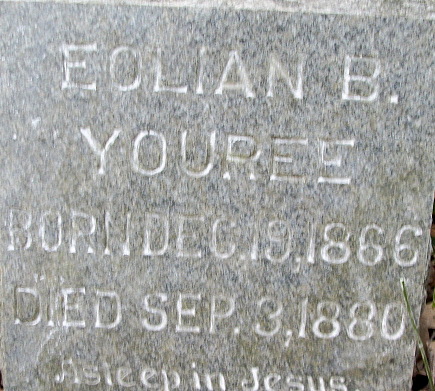 EOLIAN B.
YOUREE
BORN DEC. 19, 1866
DIED SEP. 3, 1880
Asleep in Jesus.